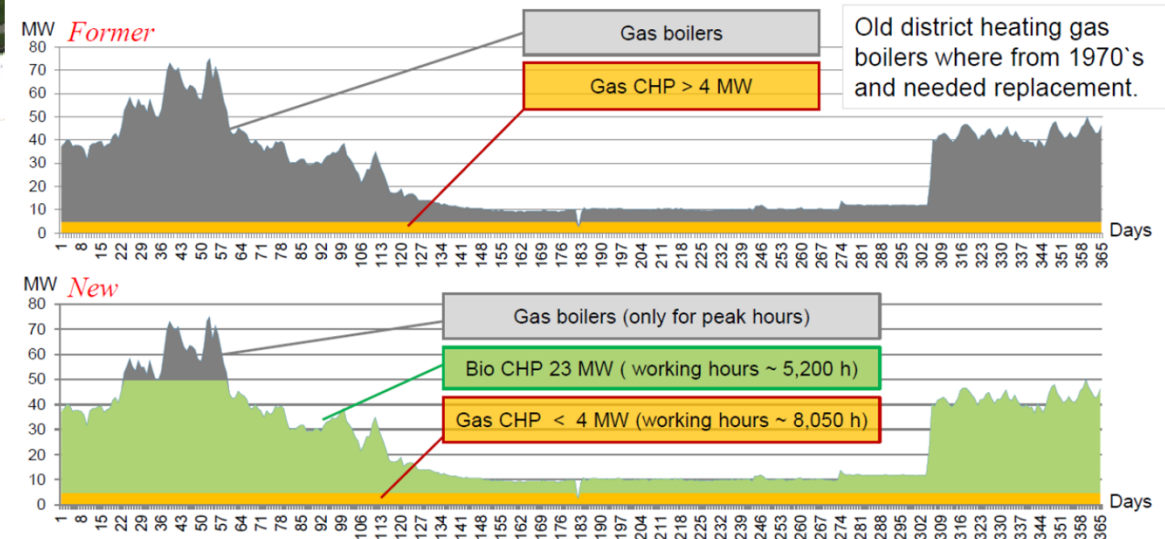 MW Former
80
70
60
50
40
30
20
10
0
Gas boilers
Gas CHP > 4 MW
Old district heating gas
boilers where from 1970`s
and needed replacement.
1 8 15 22 29 36 43 50 57 64 71 78 85 92 99 106 113 120 127 134 141 148 155 162 169 176 183 190 197 204 211 218 225 232 239 246 253 260 267 274 281 288 295 302 309 316 323 330 337 344 351 358 365
Days
MW New
80
70
60
50
40
30
20
10
0
Gas boilers (only for peak hours)
Bio CHP 23 MW ( working hours ~ 5,200 h)
Gas CHP < 4 MW (working hours ~ 8,050 h)
1 8 15 22 29 36 43 50 57 64 71 78 85 92 99 106 113 120 127 134 141 148 155 162 169 176 183 190 197 204 211 218 225 232 239 246 253 260 267 274 281 288 295 302 309 316 323 330 337 344 351 358 365
Days